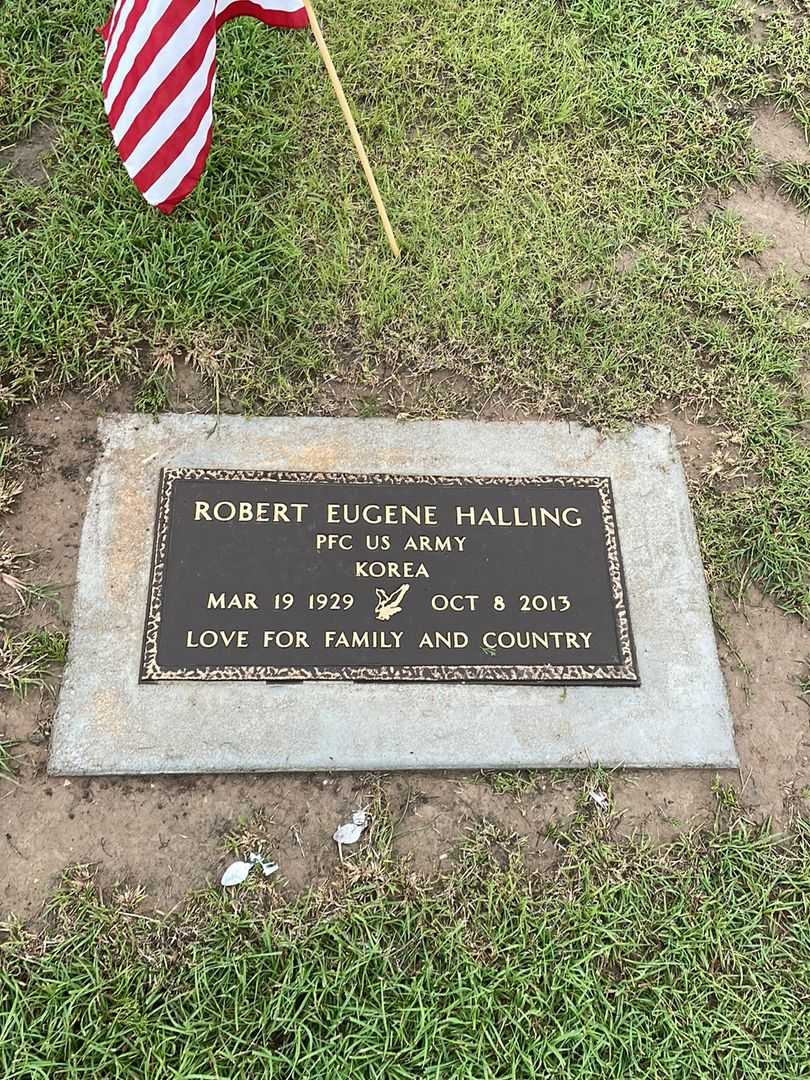 ROBERT EUGENE HALLING
PFC US ARMY
KOREA
MAR 19 1929 OCT 8 2013
LOVE FOR FAMILY AND COUNTRY